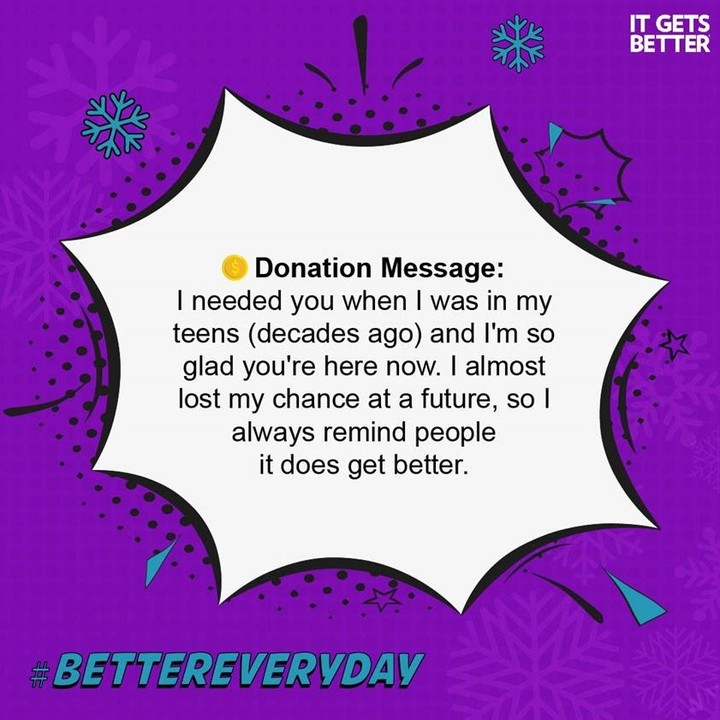 IT GETS
BETTER
Donation Message:
I needed you when I was in my
teens (decades ago) and I'm so
glad you're here now. I almost
lost my chance at a future, so I
always remind people
it does get better.
#BETTEREVERYDAY